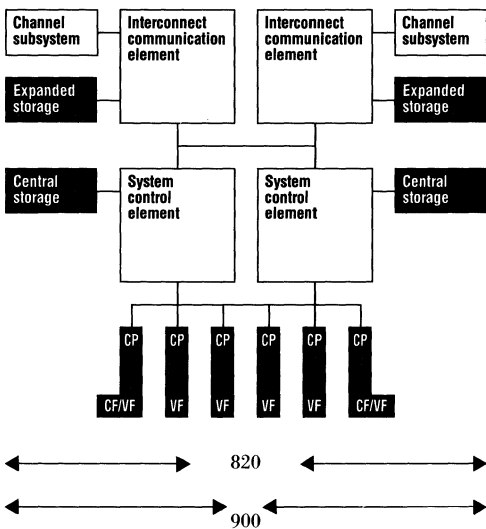 Channel
subsystem
Interconnect
communication
element
Interconnect
communication
element
Channel
subsystem
Expanded
storage
Expanded
storage
Central
storage
System
control
element
System
control
element
Central
storage
CP
CP
CP
CP
CP
CP
CF/VF
VF
VF
VF
VF
CF/VF
820
900